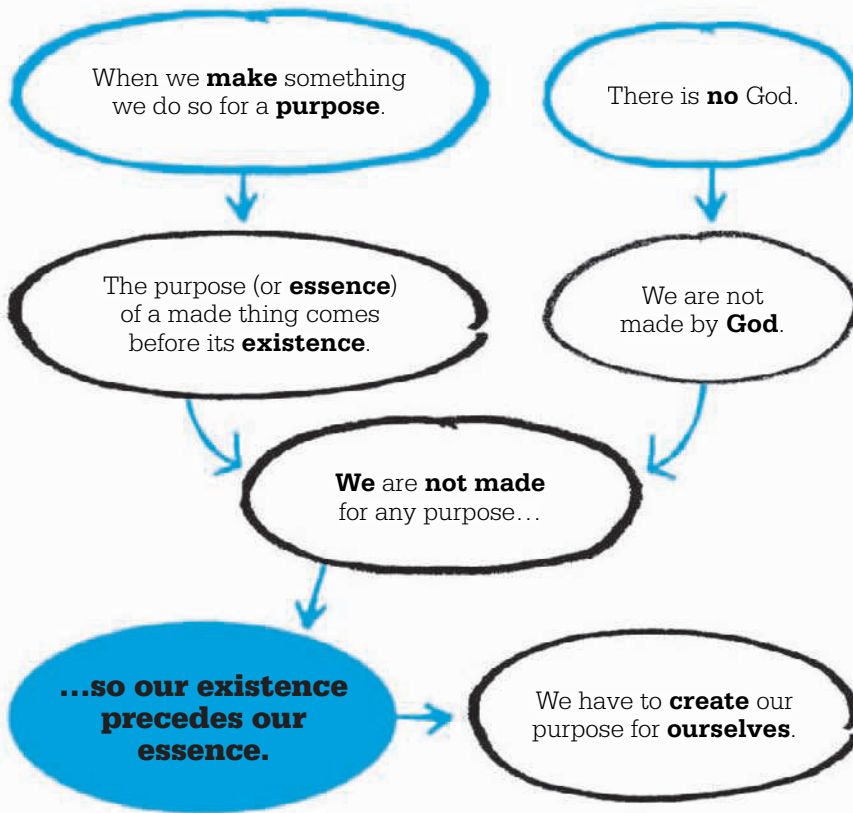 When we make something
we do so for a purpose.
There is no God.
The purpose (or essence)
of a made thing comes
before its existence.
We are not
made by God.
We are not made
for any purpose…
…so our existence
precedes our
essence.
We have to create our
purpose for ourselves.